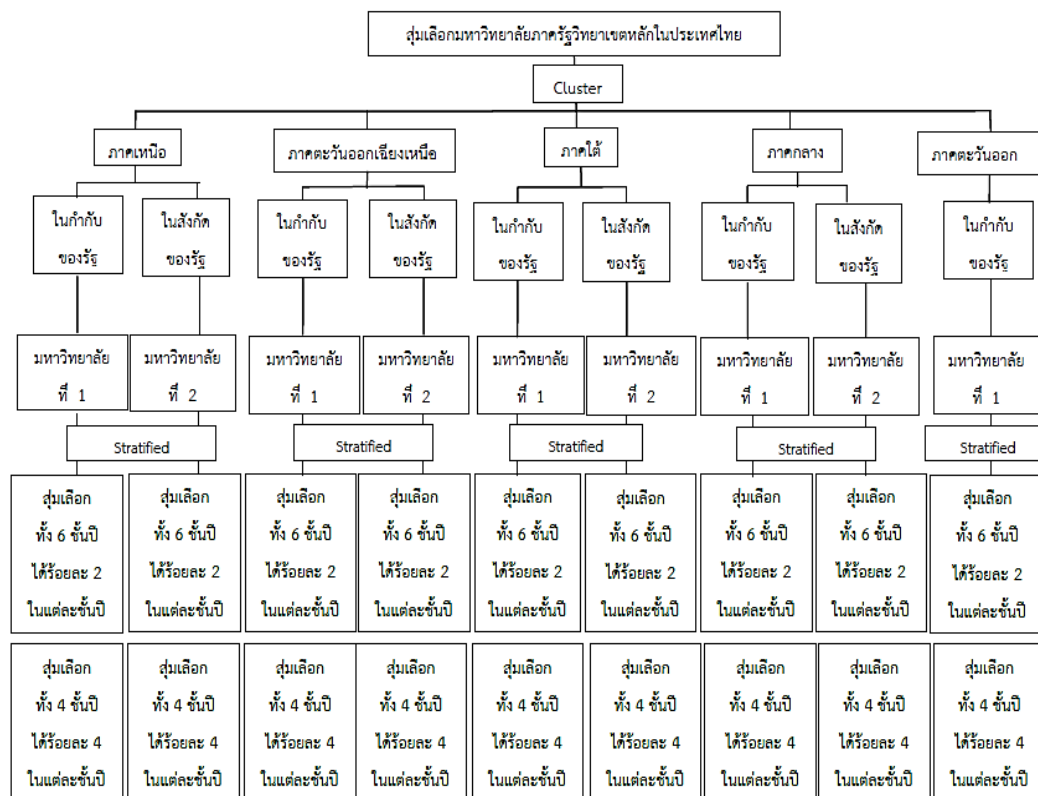 สุ่มเลือกมหาวิทยาลัยภาครัฐวิทยาเขตหลักในประเทศไทย
Cluster
ภาคเหนือ
ภาคตะวันออกเฉียงเหนือ
ภาคใต้
ภาคกลาง
ภาคตะวันออก
ในกำกับ
ของรัฐ
ในสังกัด
ของรัฐ
ในกำกับ
ของรัฐ
ในสังกัด
ของรัฐ
ในกำกับ
ของรัฐ
ในสังกัด
ของรัฐ
ในกำกับ
ของรัฐ
ในสังกัด
ของรัฐ
ในกำกับ
ของรัฐ
มหาวิทยาลัย
ที่ 1
มหาวิทยาลัย
ที่ 2
มหาวิทยาลัย
ที่ 1
มหาวิทยาลัย
ที่ 2
มหาวิทยาลัย
ที่ 1
มหาวิทยาลัย
ที่ 2
มหาวิทยาลัย
ที่ 1
มหาวิทยาลัย
ที่ 2
มหาวิทยาลัย
ที่ 1
Stratified
Stratified
Stratified
Stratified
Stratified
สุ่มเลือก
ทั้ง 6 ชั้นปี
ได้ร้อยละ 2
ในแต่ละชั้นปี
สุ่มเลือก
ทั้ง 6 ชั้นปี
ได้ร้อยละ 2
ในแต่ละชั้นปี
สุ่มเลือก
ทั้ง 6 ชั้นปี
ได้ร้อยละ 2
ในแต่ละชั้นปี
สุ่มเลือก
ทั้ง 6 ชั้นปี
ได้ร้อยละ 2
ในแต่ละชั้นปี
สุ่มเลือก
ทั้ง 6 ชั้นปี
ได้ร้อยละ 2
ในแต่ละชั้นปี
สุ่มเลือก
ทั้ง 6 ชั้นปี
ได้ร้อยละ 2
ในแต่ละชั้นปี
สุ่มเลือก
ทั้ง 6 ชั้นปี
ได้ร้อยละ 2
ในแต่ละชั้นปี
สุ่มเลือก
ทั้ง 6 ชั้นปี
ได้ร้อยละ 2
ในแต่ละชั้นปี
สุ่มเลือก
ทั้ง 6 ชั้นปี
ได้ร้อยละ 2
ในแต่ละชั้นปี
สุ่มเลือก
ทั้ง 4 ชั้นปี
ได้ร้อยละ 4
ในแต่ละชั้นปี
สุ่มเลือก
ทั้ง 4 ชั้นปี
ได้ร้อยละ 4
ในแต่ละชั้นปี
สุ่มเลือก
ทั้ง 4 ชั้นปี
ได้ร้อยละ 4
ในแต่ละชั้นปี
สุ่มเลือก
ทั้ง 4 ชั้นปี
ได้ร้อยละ 4
ในแต่ละชั้นปี
สุ่มเลือก
ทั้ง 4 ชั้นปี
ได้ร้อยละ 4
ในแต่ละชั้นปี
สุ่มเลือก
ทั้ง 4 ชั้นปี
ได้ร้อยละ 4
ในแต่ละชั้นปี
สุ่มเลือก
ทั้ง 4 ชั้นปี
ได้ร้อยละ 4
ในแต่ละชั้นปี
สุ่มเลือก
ทั้ง 4 ชั้นปี
ได้ร้อยละ 4
ในแต่ละชั้นปี
สุ่มเลือก
ทั้ง 4 ชั้นปี
ได้ร้อยละ 4
ในแต่ละชั้นปี